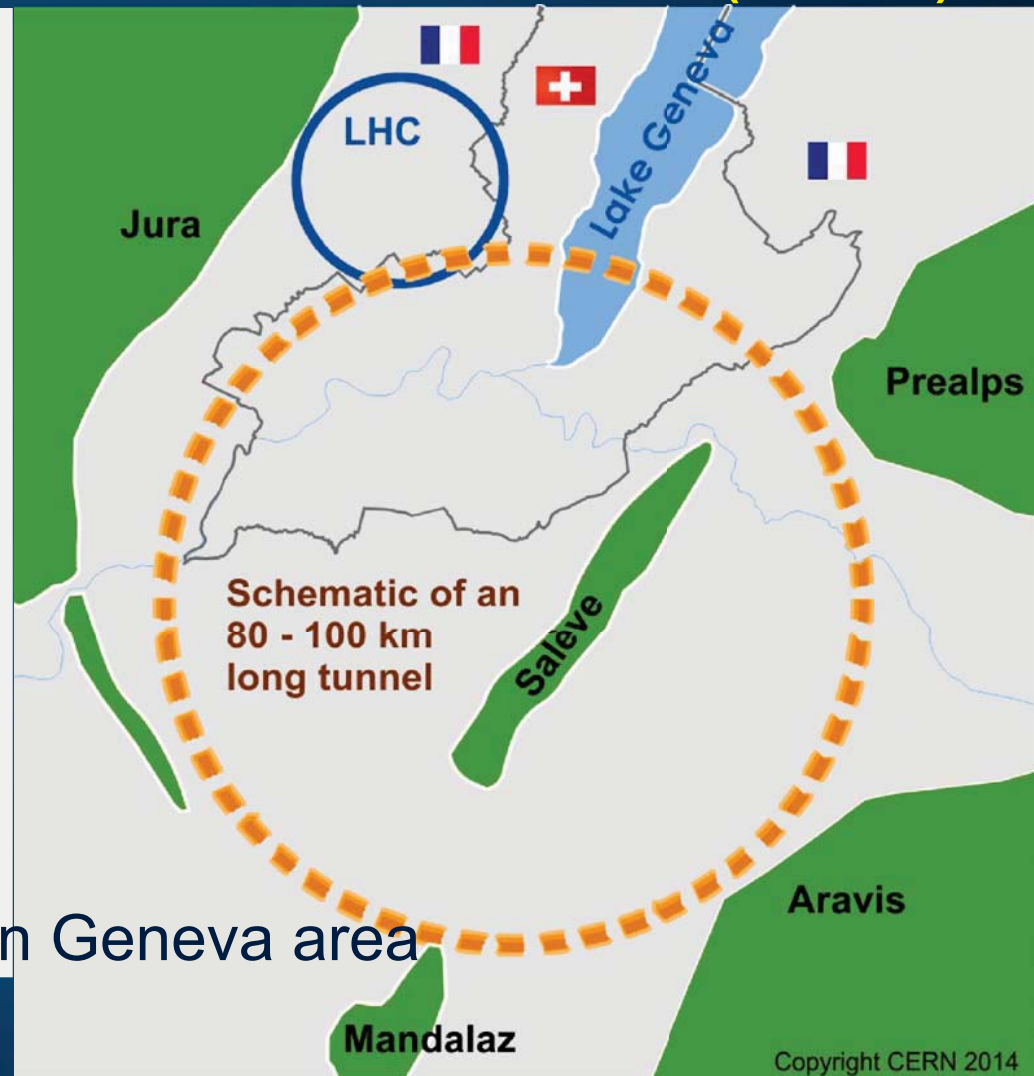 LHC
Lake Geneva
Jura
Prealps
Schematic of an
80 - 100 km
long tunnel
Salève
Aravis
Geneva area
Mandalaz
Copyright CERN 2014